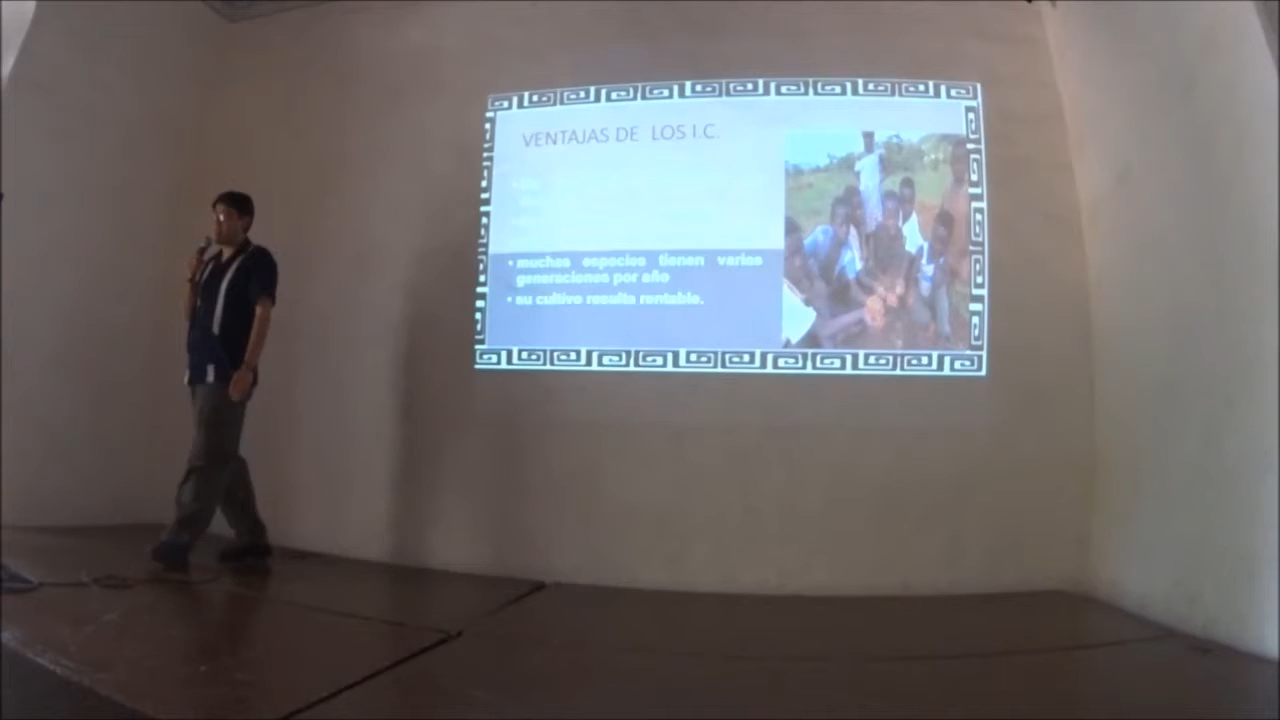 VENTAJAS DE LOS I.C.
• muchas especies tienen varias
generaciones por año
• su cultivo resulta rentable.